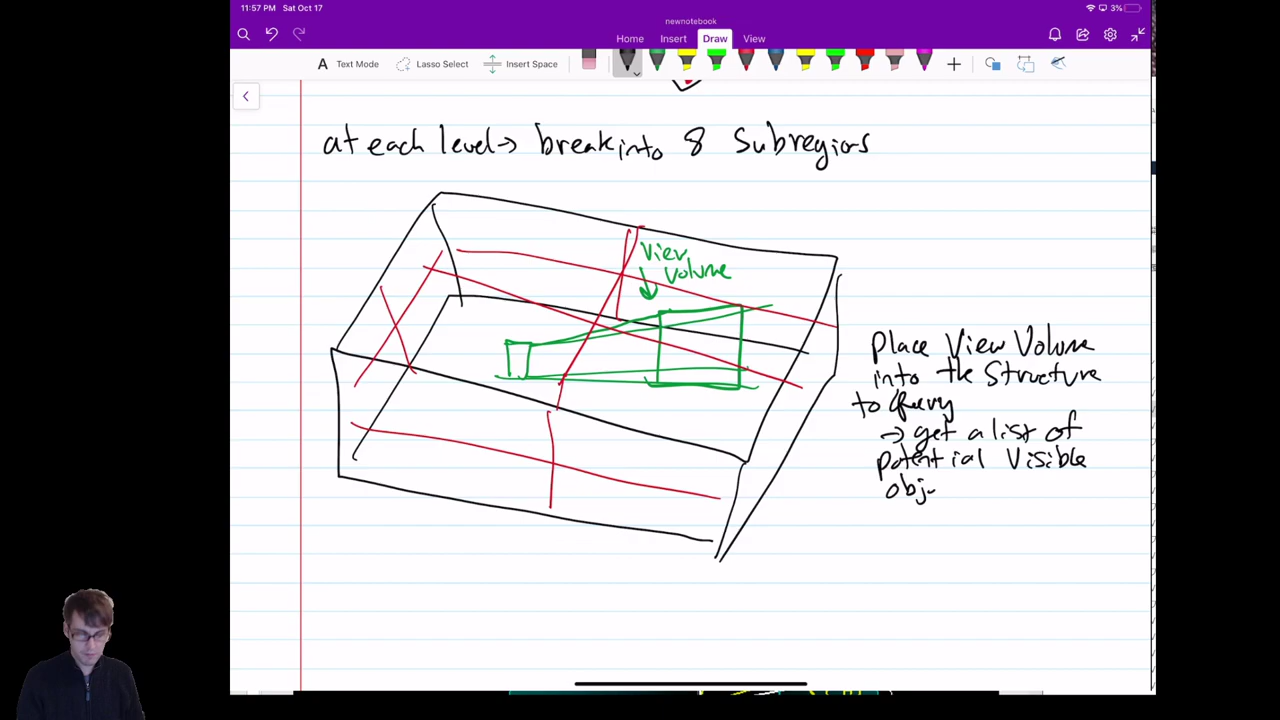 11:57 PM Sat Oct 17
3%
newnotebook
Home Insert Draw View
A Text Mode Lasso Select Insert Space
at each level→ break into 8 Subregions
View
Volume
Place View Volume
into the Structure
to Query
→ get a list of
potential Visible
obj